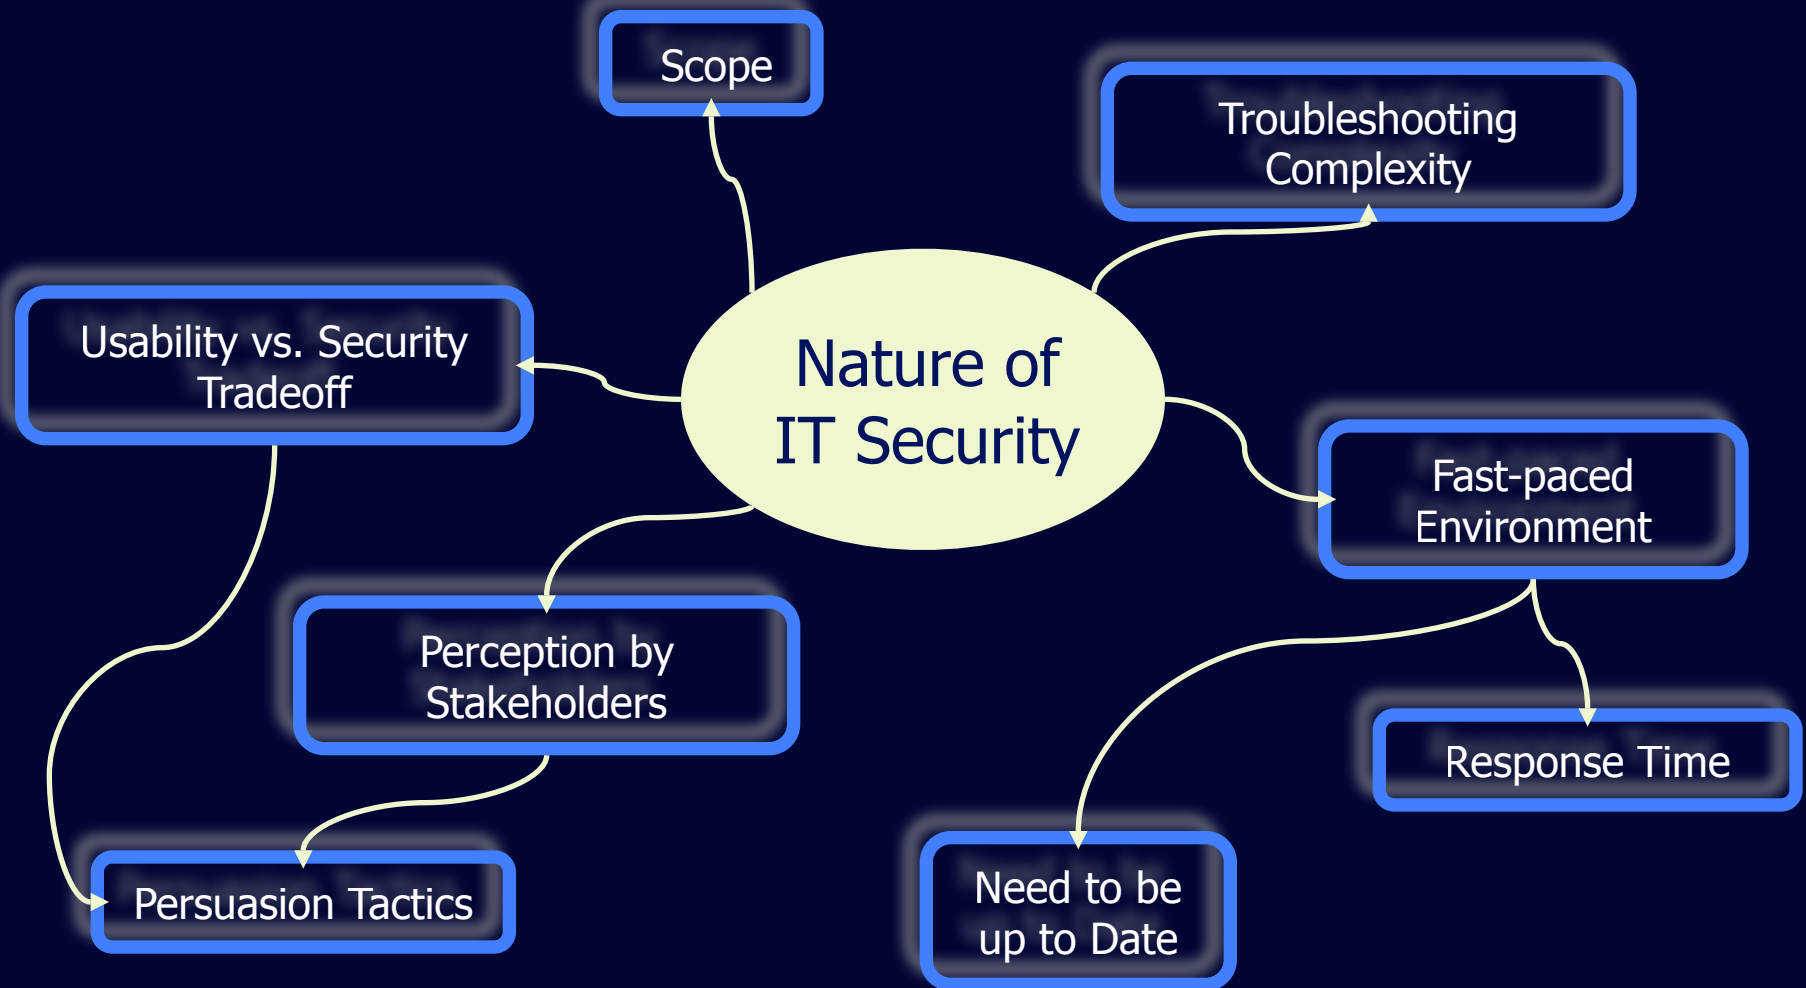 Scope
Troubleshooting
Complexity
Usability vs. Security
Tradeoff
Nature of
IT Security
Fast-paced
Environment
Perception by
Stakeholders
Response Time
Persuasion Tactics
Need to be
up to Date